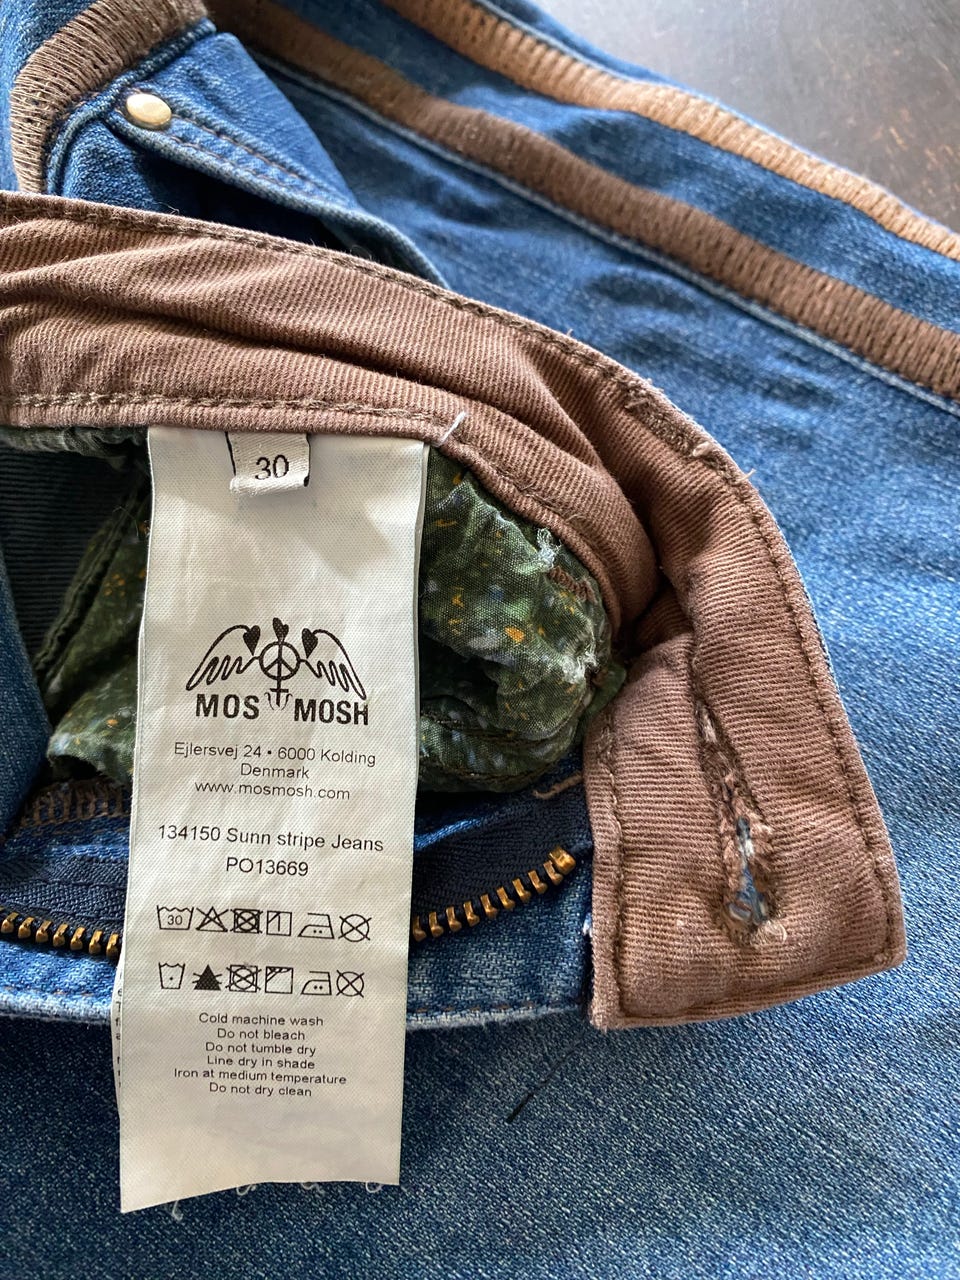 30
MOS MOSH
Ejlersvej 24 • 6000 Kolding
Denmark
www.mosmosh.com
134150 Sunn stripe Jeans
PO13669
30
Cold machine wash
Do not bleach
Do not tumble dry
Line dry in shade
Iron at medium temperature
Do not dry clean